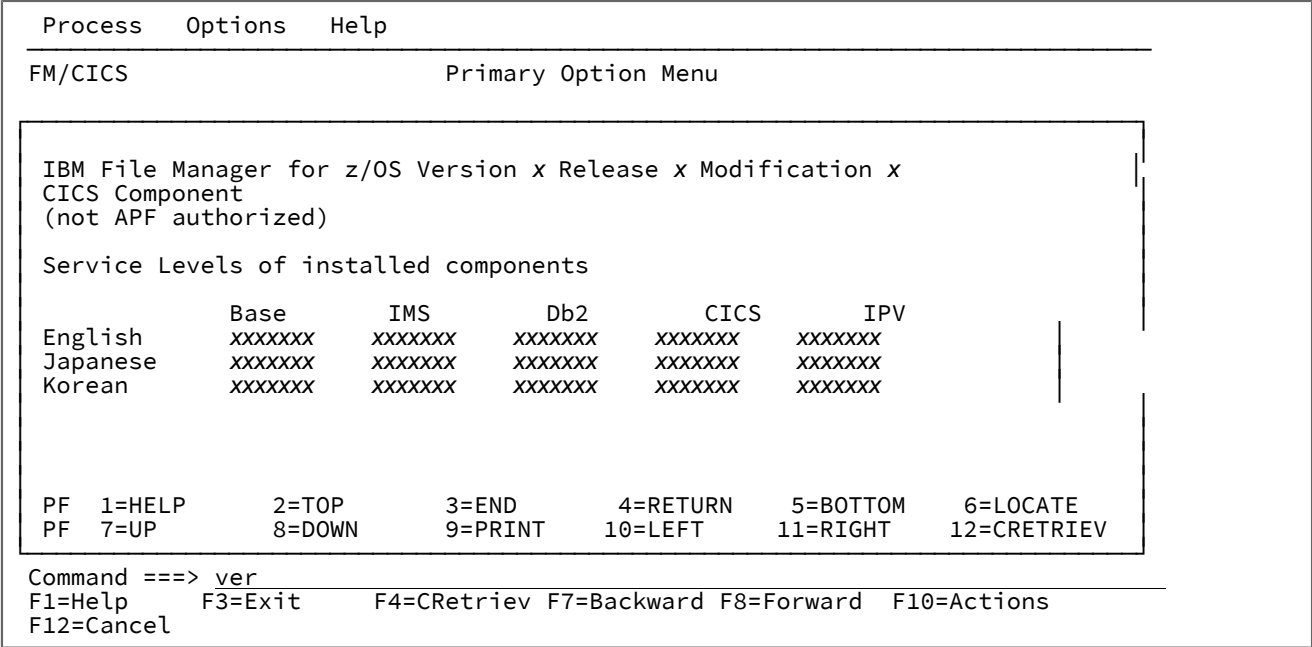 Process Options Help
FM/CICS Primary Option Menu
IBM File Manager for z/OS Version x Release x Modification x
CICS Component
(not APF authorized)
Service Levels of installed components
Base IMS Db2 CICS IPV
English xxxxxxx xxxxxxx xxxxxxx xxxxxxx xxxxxxx
Japanese xxxxxxx xxxxxxx xxxxxxx xxxxxxx xxxxxxx
Korean xxxxxxx xxxxxxx xxxxxxx xxxxxxx xxxxxxx
PF 1=HELP 2=TOP 3=END 4=RETURN 5=BOTTOM 6=LOCATE
PF 7=UP 8=DOWN 9=PRINT 10=LEFT 11=RIGHT 12=CRETRIEV
Command ===> ver
F1=Help F3=Exit F4=CRetriev F7=Backward F8=Forward F10=Actions
F12=Cancel